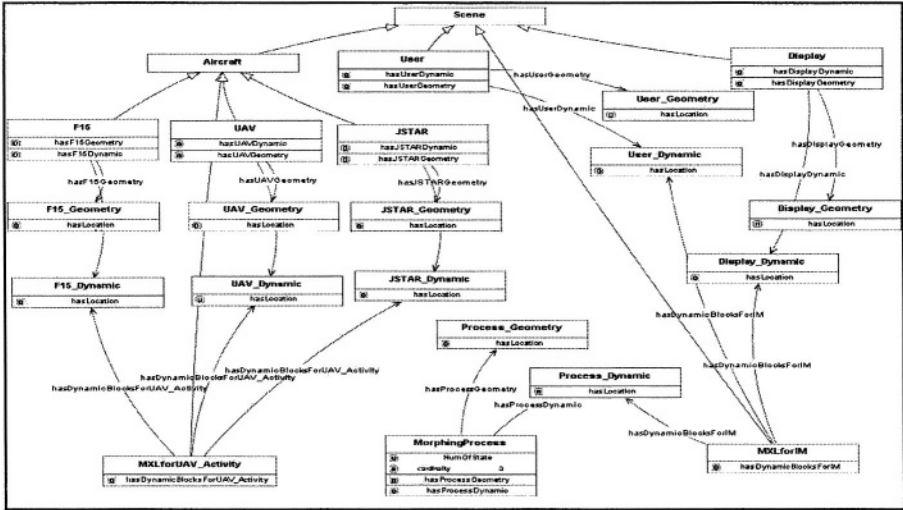 Scene
Aircraft
User
hasUserDynamic
hasUserGeometry
Display
hasDisplayDynamic
hasDisplayGeometry
hasUserGeometry
User_Geometry
hasLocation
hasUserDynamic
F15
hasF15Geometry
hasF15Dynamic
UAV
hasUAVDynamic
hasUAVGeometry
JSTAR
hasJSTARDynamic
hasJSTARGeometry
User_Dynamic
hasLocation
hasDisplayGeometry
hasDisplayDynamic
hasF15Geometry
hasUAVGeometry
hasJSTARGeometry
F15_Geometry
hasLocation
UAV_Geometry
hasLocation
JSTAR_Geometry
hasLocation
Display_Geometry
hasLocation
F15_Dynamic
hasLocation
UAV_Dynamic
hasLocation
JSTAR_Dynamic
hasLocation
Display_Dynamic
hasLocation
Process_Geometry
hasLocation
hasDynamicBlocksForIM
hasDynamicBlocksForIM
hasDynamicBlocksForUAV_Activity
hasDynamicBlocksForUAV_Activity
hasDynamicBlocksForUAV_Activity
hasProcessGeometry
Process_Dynamic
hasLocation
hasProcessDynamic
hasDynamicBlocksForIM
MXLforUAV_Activity
hasDynamicBlocksForUAV_Activity
MorphingProcess
NumOfState
hasProcessGeometry
hasProcessDynamic
MXLforIM
hasDynamicBlocksForIM